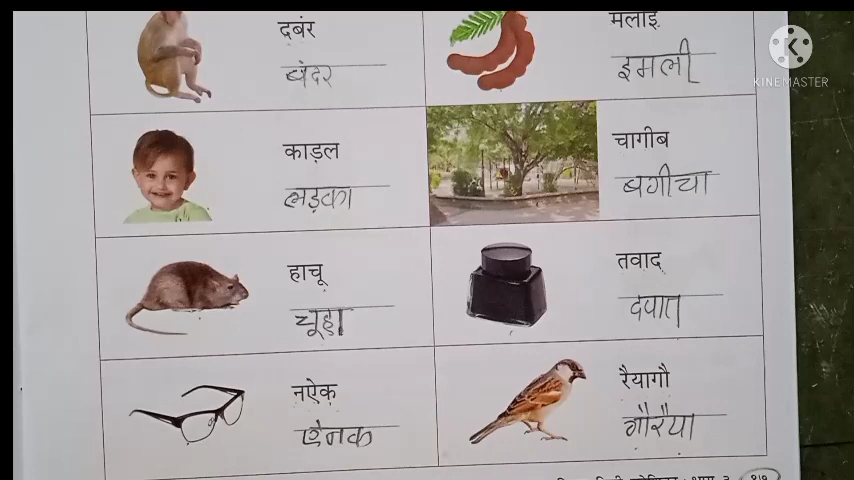 KINEMASTER
दबंर
बंदर
मलाई
इमली
काड़ल
लड़का
चागीब
बगीचा
हाचू
चूहा
तवाद
दवात
नऐक
ऐनक
रैयागौ
गौरैया